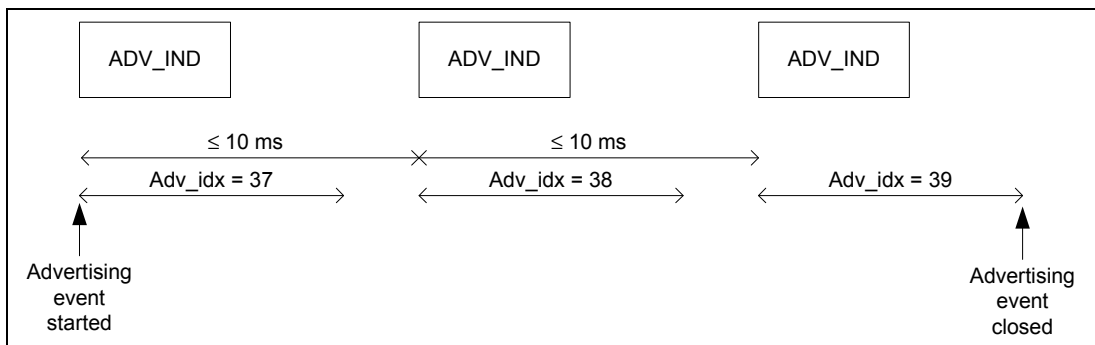 ADV_IND ADV_IND ADV_IND
≤ 10 ms ≤ 10 ms
Adv_idx = 37 Adv_idx = 38 Adv_idx = 39
Advertising
event
started
Advertising
event
closed